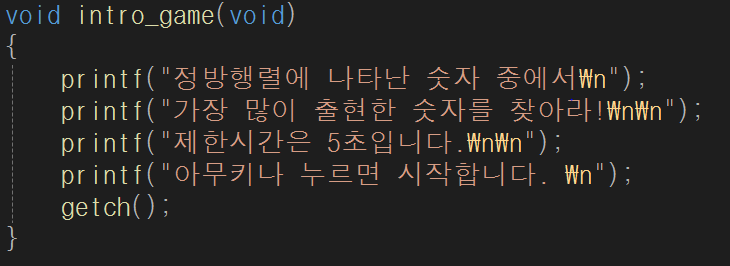 void intro_game(void)
{
printf("정방행렬에 나타난 숫자 중에서₩n");
printf("가장 많이 출현한 숫자를 찾아라!₩n₩n");
printf("제한시간은 5초입니다.₩n₩n");
printf("아무키나 누르면 시작합니다. ₩n");
getch();
}